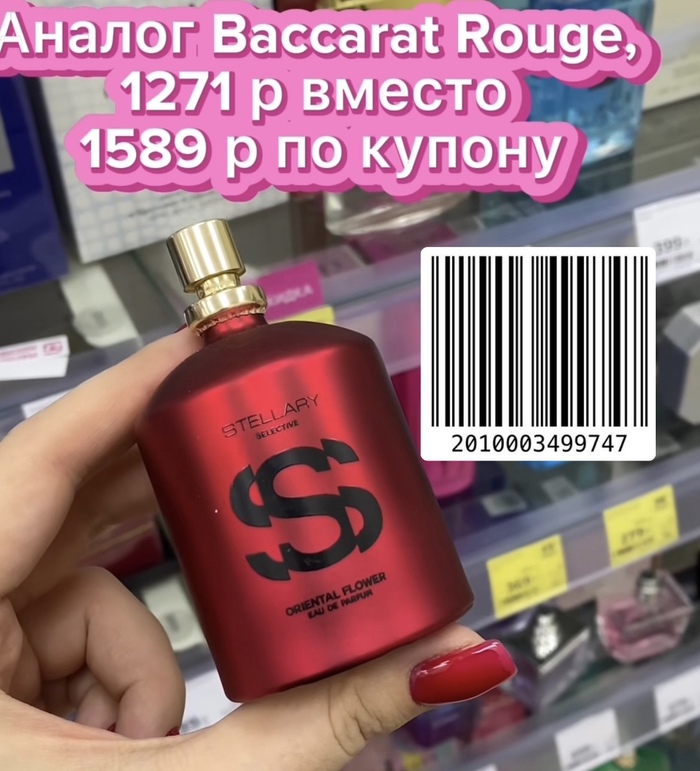 Аналог Baccarat Rouge,
1271 р вместо
1589 р по купону
2010003499747
STELLARY
SELECTIVE
S
ORIENTAL FLOWER
EAU DE PARFUM